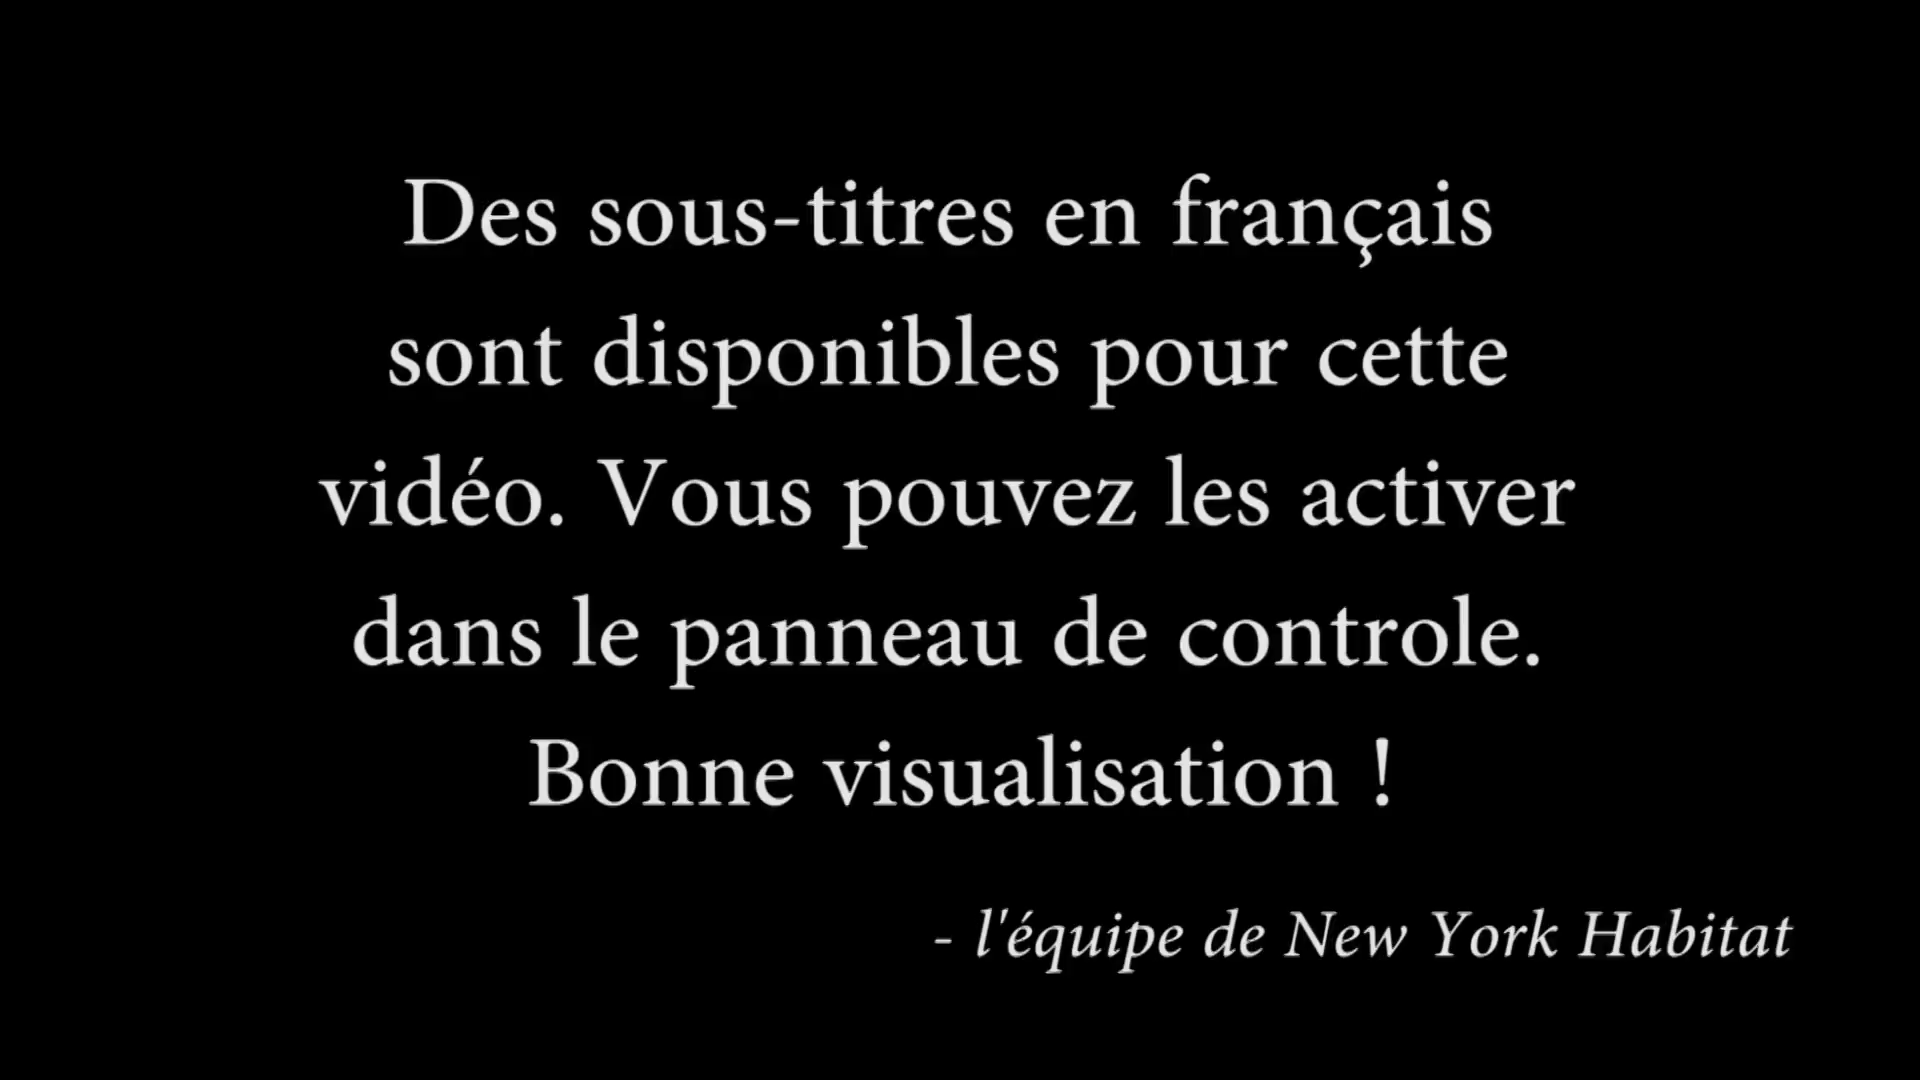 Des sous-titres en français
sont disponibles pour cette
vidéo. Vous pouvez les activer
dans le panneau de controle.
Bonne visualisation !
- l'équipe de New York Habitat